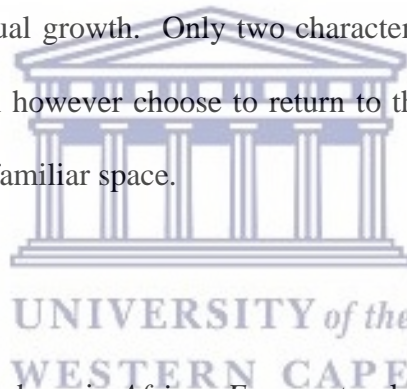 ual growth. Only two character
however choose to return to th
familiar space.
UNIVERSITY of the
WESTERN CAPE